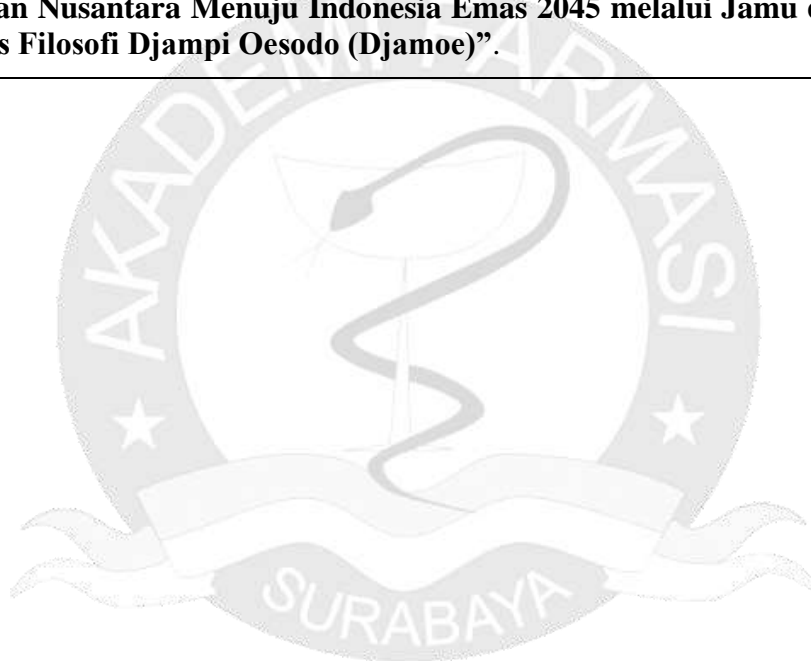 an Nusantara Menuju Indonesia Emas 2045 melalui Jamu
s Filosofi Djampi Oesodo (Djamoe)”.
AKADEMI FARMASI
SURABAYA